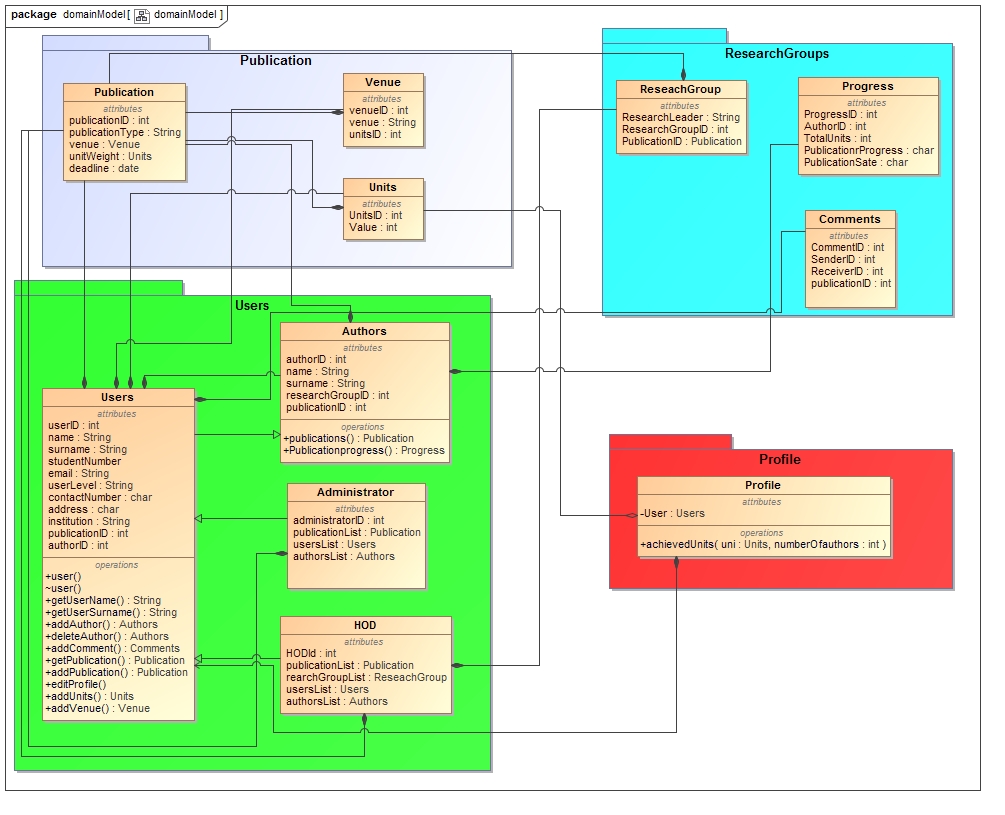 package domainModel[ domainModel ]
Publication
Publication
attributes
publicationID : int
publicationType : String
venue : Venue
unitWeight : Units
deadline : date
Venue
attributes
venueID : int
venue : String
unitsID : int
Units
attributes
UnitsID : int
Value : int
ResearchGroups
ReseachGroup
attributes
ResearchLeader : String
ResearchGroupID : int
PublicationID : Publication
Progress
attributes
ProgressID : int
AuthorID : int
TotalUnits : int
PublicationrProgress : char
PublicationSate : char
Comments
attributes
CommentID : int
SenderID : int
ReceiverID : int
publicationID : int
Users
Authors
attributes
authorID : int
name : String
surname : String
researchGroupID : int
publicationID : int
operations
+publications() : Publication
+Publicationprogress() : Progress
Users
attributes
userID : int
name : String
surname : String
studentNumber
email : String
userLevel : String
contactNumber : char
address : char
institution : String
publicationID : int
authorID : int
operations
+user()
~user()
+getUserName() : String
+getUserSurname() : String
+addAuthor() : Authors
+deleteAuthor() : Authors
+addComment() : Comments
+getPublication() : Publication
+addPublication() : Publication
+editProfile()
+addUnits() : Units
+addVenue() : Venue
Administrator
attributes
administratorID : int
publicationList : Publication
usersList : Users
authorsList : Authors
HOD
attributes
HODId : int
publicationList : Publication
rearchGroupList : ReseachGroup
usersList : Users
authorsList : Authors
Profile
Profile
attributes
-User : Users
operations
+achievedUnits( uni : Units, numberOfauthors : int )